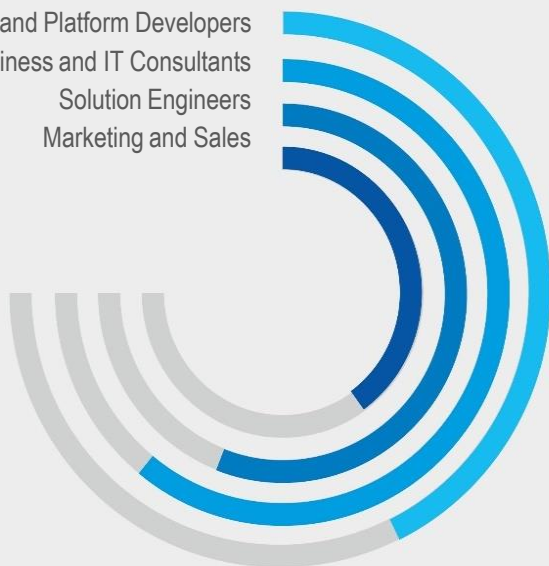 and Platform Developers
iness and IT Consultants
Solution Engineers
Marketing and Sales